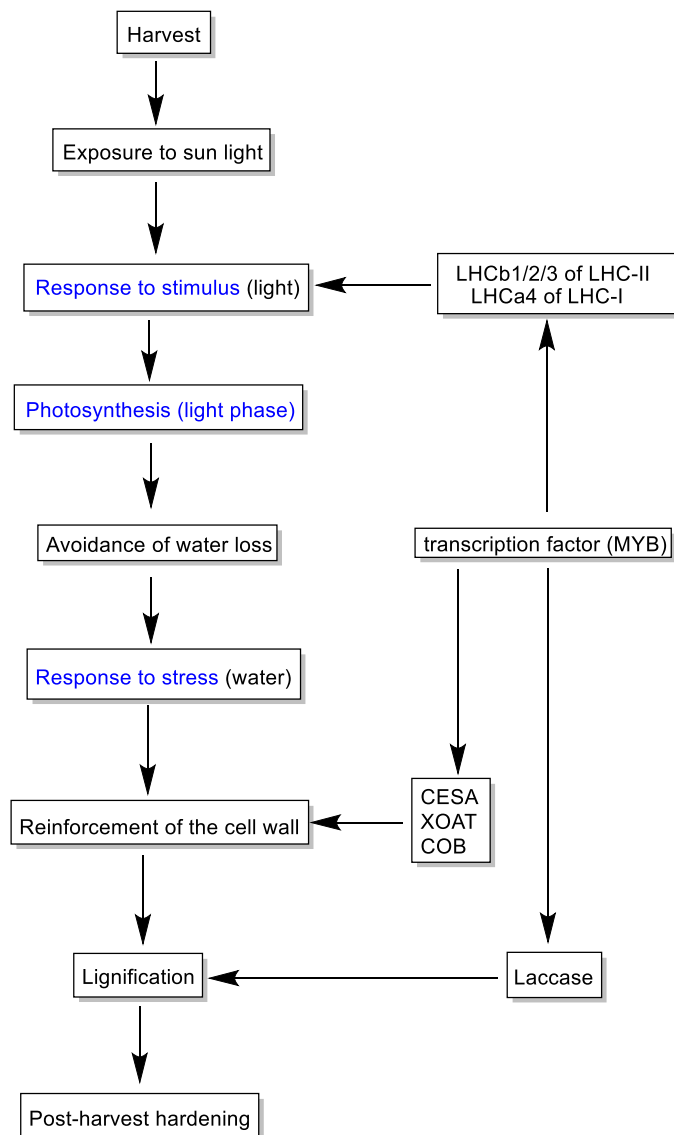 Harvest
Exposure to sun light
Response to stimulus (light)
LHCb1/2/3 of LHC-II
LHCa4 of LHC-I
Photosynthesis (light phase)
Avoidance of water loss
transcription factor (MYB)
Response to stress (water)
CESA
XOAT
COB
Reinforcement of the cell wall
Lignification
Laccase
Post-harvest hardening